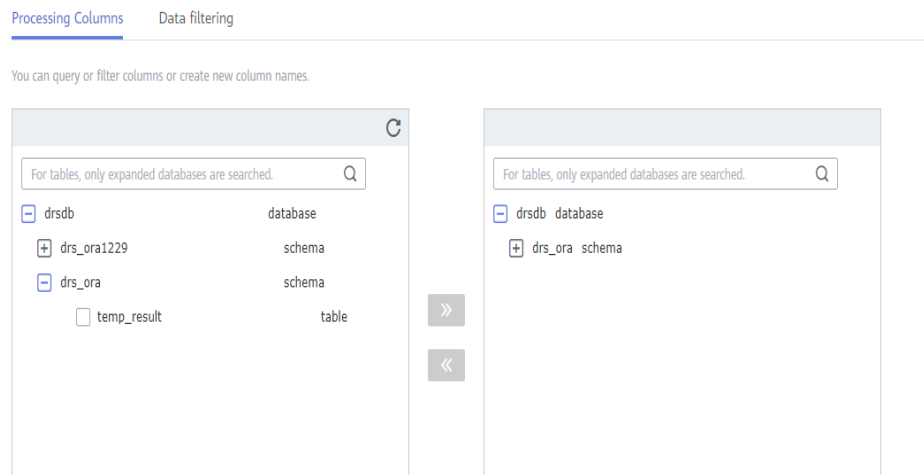 Processing Columns Data filtering
You can query or filter columns or create new column names.
For tables, only expanded databases are searched.
drsdb database
drs_ora1229 schema
drs_ora schema
temp_result table
For tables, only expanded databases are searched.
drsdb database
drs_ora schema